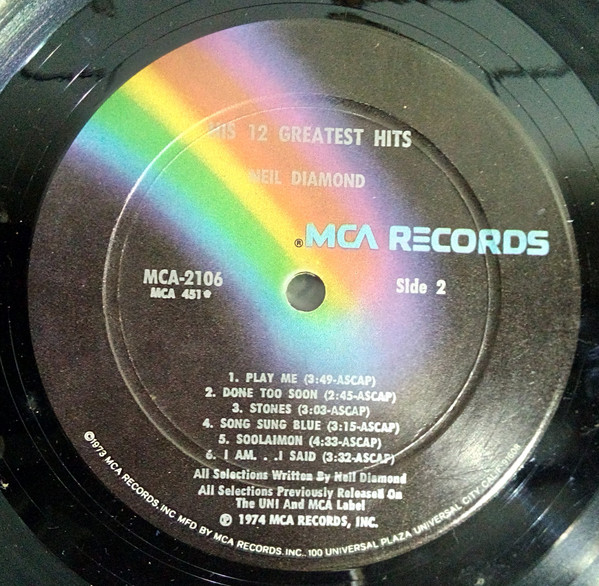 HIS 12 GREATEST HITS
NEIL DIAMOND
® MCA RECORDS
MCA-2106
MCA 451
Side 2
1. PLAY ME (3:49-ASCAP)
2. DONE TOO SOON (2:45-ASCAP)
3. STONES (3:03-ASCAP)
4. SONG SUNG BLUE (3:15-ASCAP)
5. SOOLAIMON (4:33-ASCAP)
6. I AM. . .I SAID (3:32-ASCAP)
All Selections Written By Neil Diamond
All Selections Previously Released On
The UNI And MCA Label
℗ 1974 MCA RECORDS, INC.
©1973 MCA RECORDS, INC MFD BY MCA RECORDS INC., 100 UNIVERSAL PLAZA UNIVERSAL CITY, CALIFORNIA